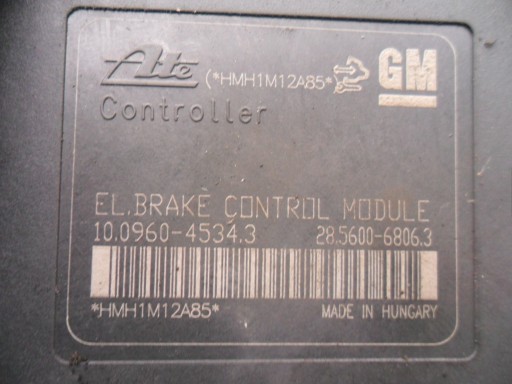 Ate (*HMH1M12A85*) GM
Controller
EL.BRAKE CONTROL MODULE
10.0960-4534.3 28.5600-6806.3
*HMH1M12A85* MADE IN HUNGARY